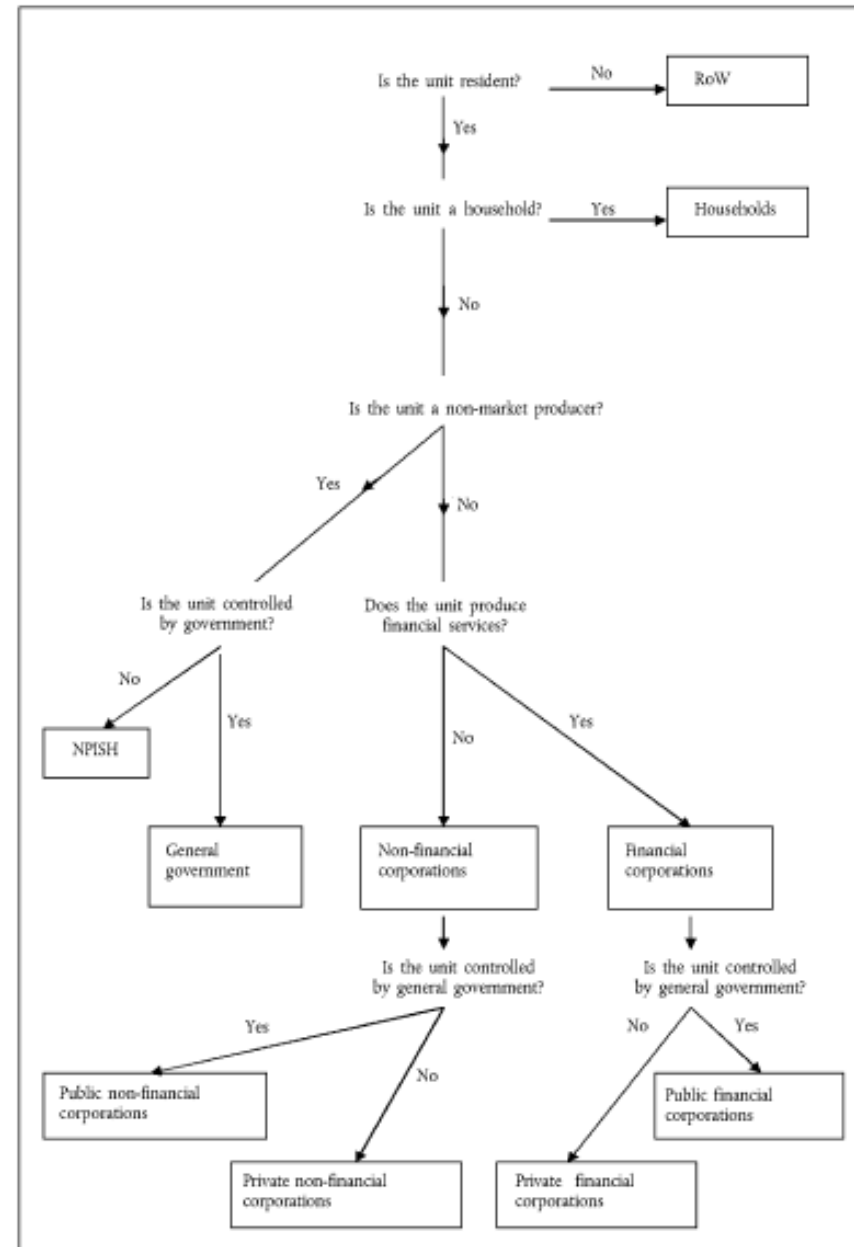 Is the unit resident?
No
RoW
Yes
Is the unit a household?
Yes
Households
No
Is the unit a non-market producer?
Yes
No
Is the unit controlled
by government?
Does the unit produce
financial services?
No
Yes
No
Yes
NPISH
General
government
Non-financial
corporations
Financial
corporations
Is the unit controlled
by general government?
Is the unit controlled
by general government?
Yes
No
No
Yes
Public non-financial
corporations
Public financial
corporations
Private non-financial
corporations
Private financial
corporations